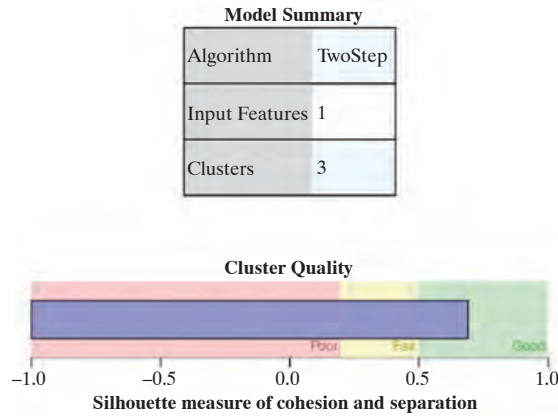 Model Summary
Algorithm TwoStep
Input Features 1
Clusters 3
Cluster Quality
Poor Fair Good
−1.0 −0.5 0.0 0.5 1.0
Silhouette measure of cohesion and separation